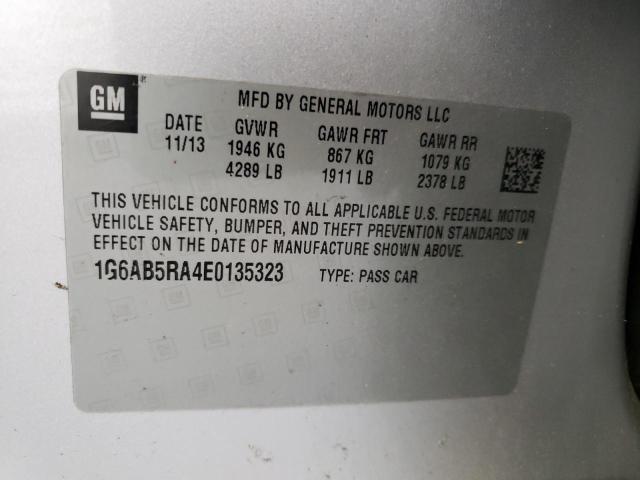 GM
MFD BY GENERAL MOTORS LLC
DATE GVWR GAWR FRT GAWR RR
11/13 1946 KG 867 KG 1079 KG
4289 LB 1911 LB 2378 LB
THIS VEHICLE CONFORMS TO ALL APPLICABLE U.S. FEDERAL MOTOR
VEHICLE SAFETY, BUMPER, AND THEFT PREVENTION STANDARDS IN
EFFECT ON THE DATE OF MANUFACTURE SHOWN ABOVE.
1G6AB5RA4E0135323 TYPE: PASS CAR